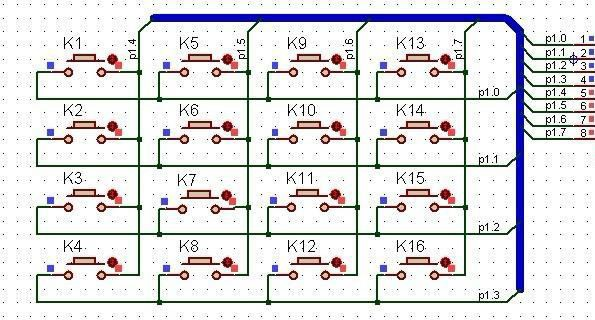 p1.4
p1.5
p1.6
p1.7
K1 K5 K9 K13
p1.0
K2 K6 K10 K14
p1.1
K3 K7 K11 K15
p1.2
K4 K8 K12 K16
p1.3
p1.0 1
p1.1 2
p1.2 3
p1.3 4
p1.4 5
p1.5 6
p1.6 7
p1.7 8